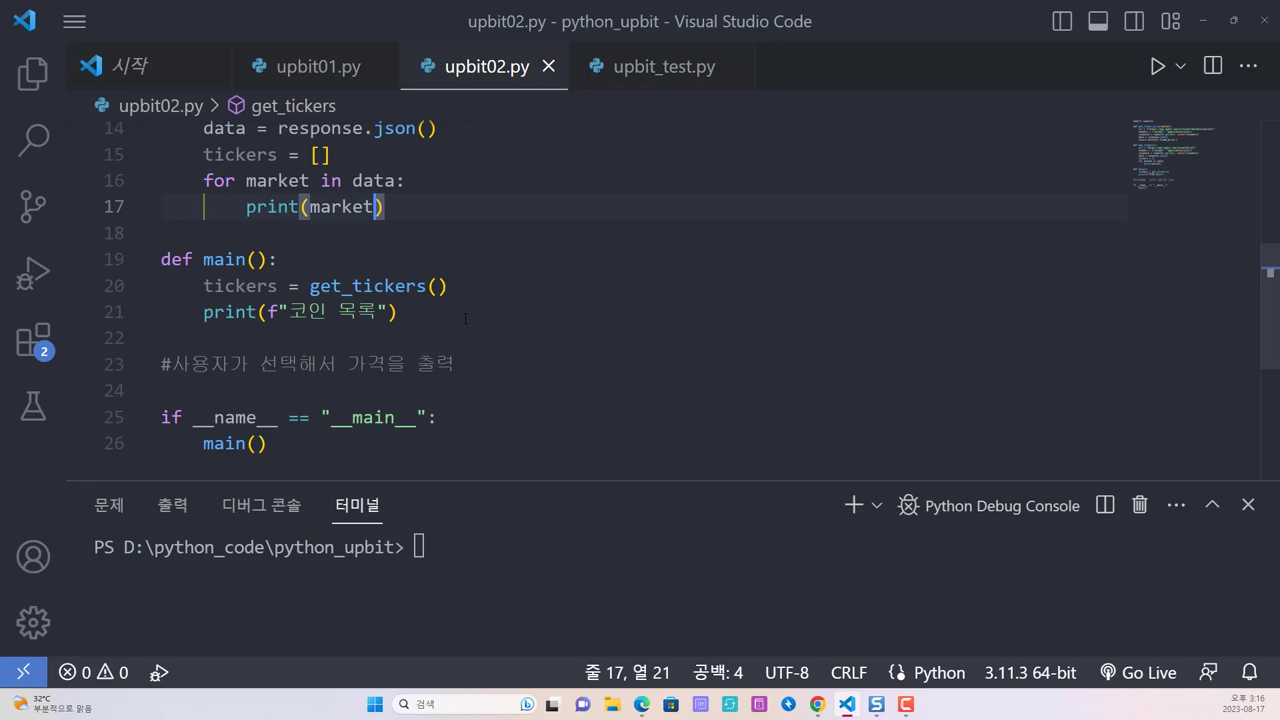 upbit02.py - python_upbit - Visual Studio Code
시작
upbit01.py
upbit02.py
upbit_test.py
upbit02.py > get_tickers
14 data = response.json()
15 tickers = []
16 for market in data:
17 print(market)
18
19 def main():
20 tickers = get_tickers()
21 print(f"코인 목록")
22
23 #사용자가 선택해서 가격을 출력
24
25 if __name__ == "__main__":
26 main()
2
문제 출력 디버그 콘솔 터미널
Python Debug Console
PS D:\python_code\python_upbit>
0 0
줄 17, 열 21 공백: 4 UTF-8 CRLF Python 3.11.3 64-bit Go Live
32°C
부분적으로 맑음
검색
오후 3:16
2023-08-17